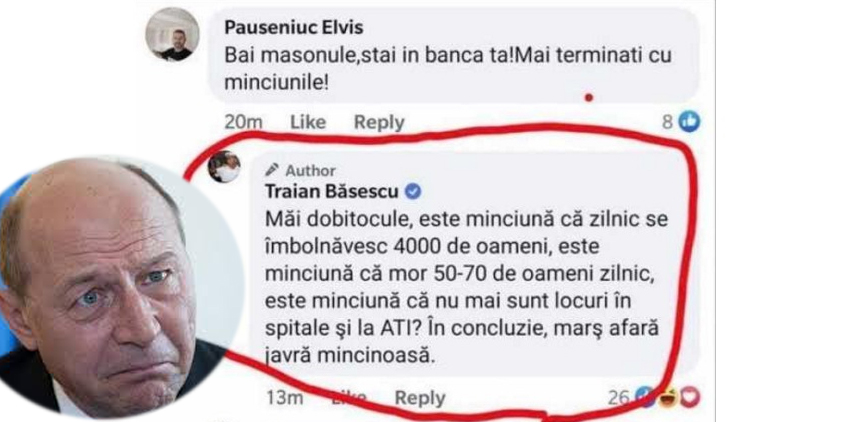 Pauseniuc Elvis
Bai masonule,stai in banca ta!Mai terminati cu
minciunile!
20m Like Reply 8
Author
Traian Băsescu
Măi dobitocule, este minciună că zilnic se
îmbolnăvesc 4000 de oameni, este
minciună că mor 50-70 de oameni zilnic,
este minciună că nu mai sunt locuri în
spitale şi la ATI? În concluzie, marş afară
javră mincinoasă.
13m Like Reply 26